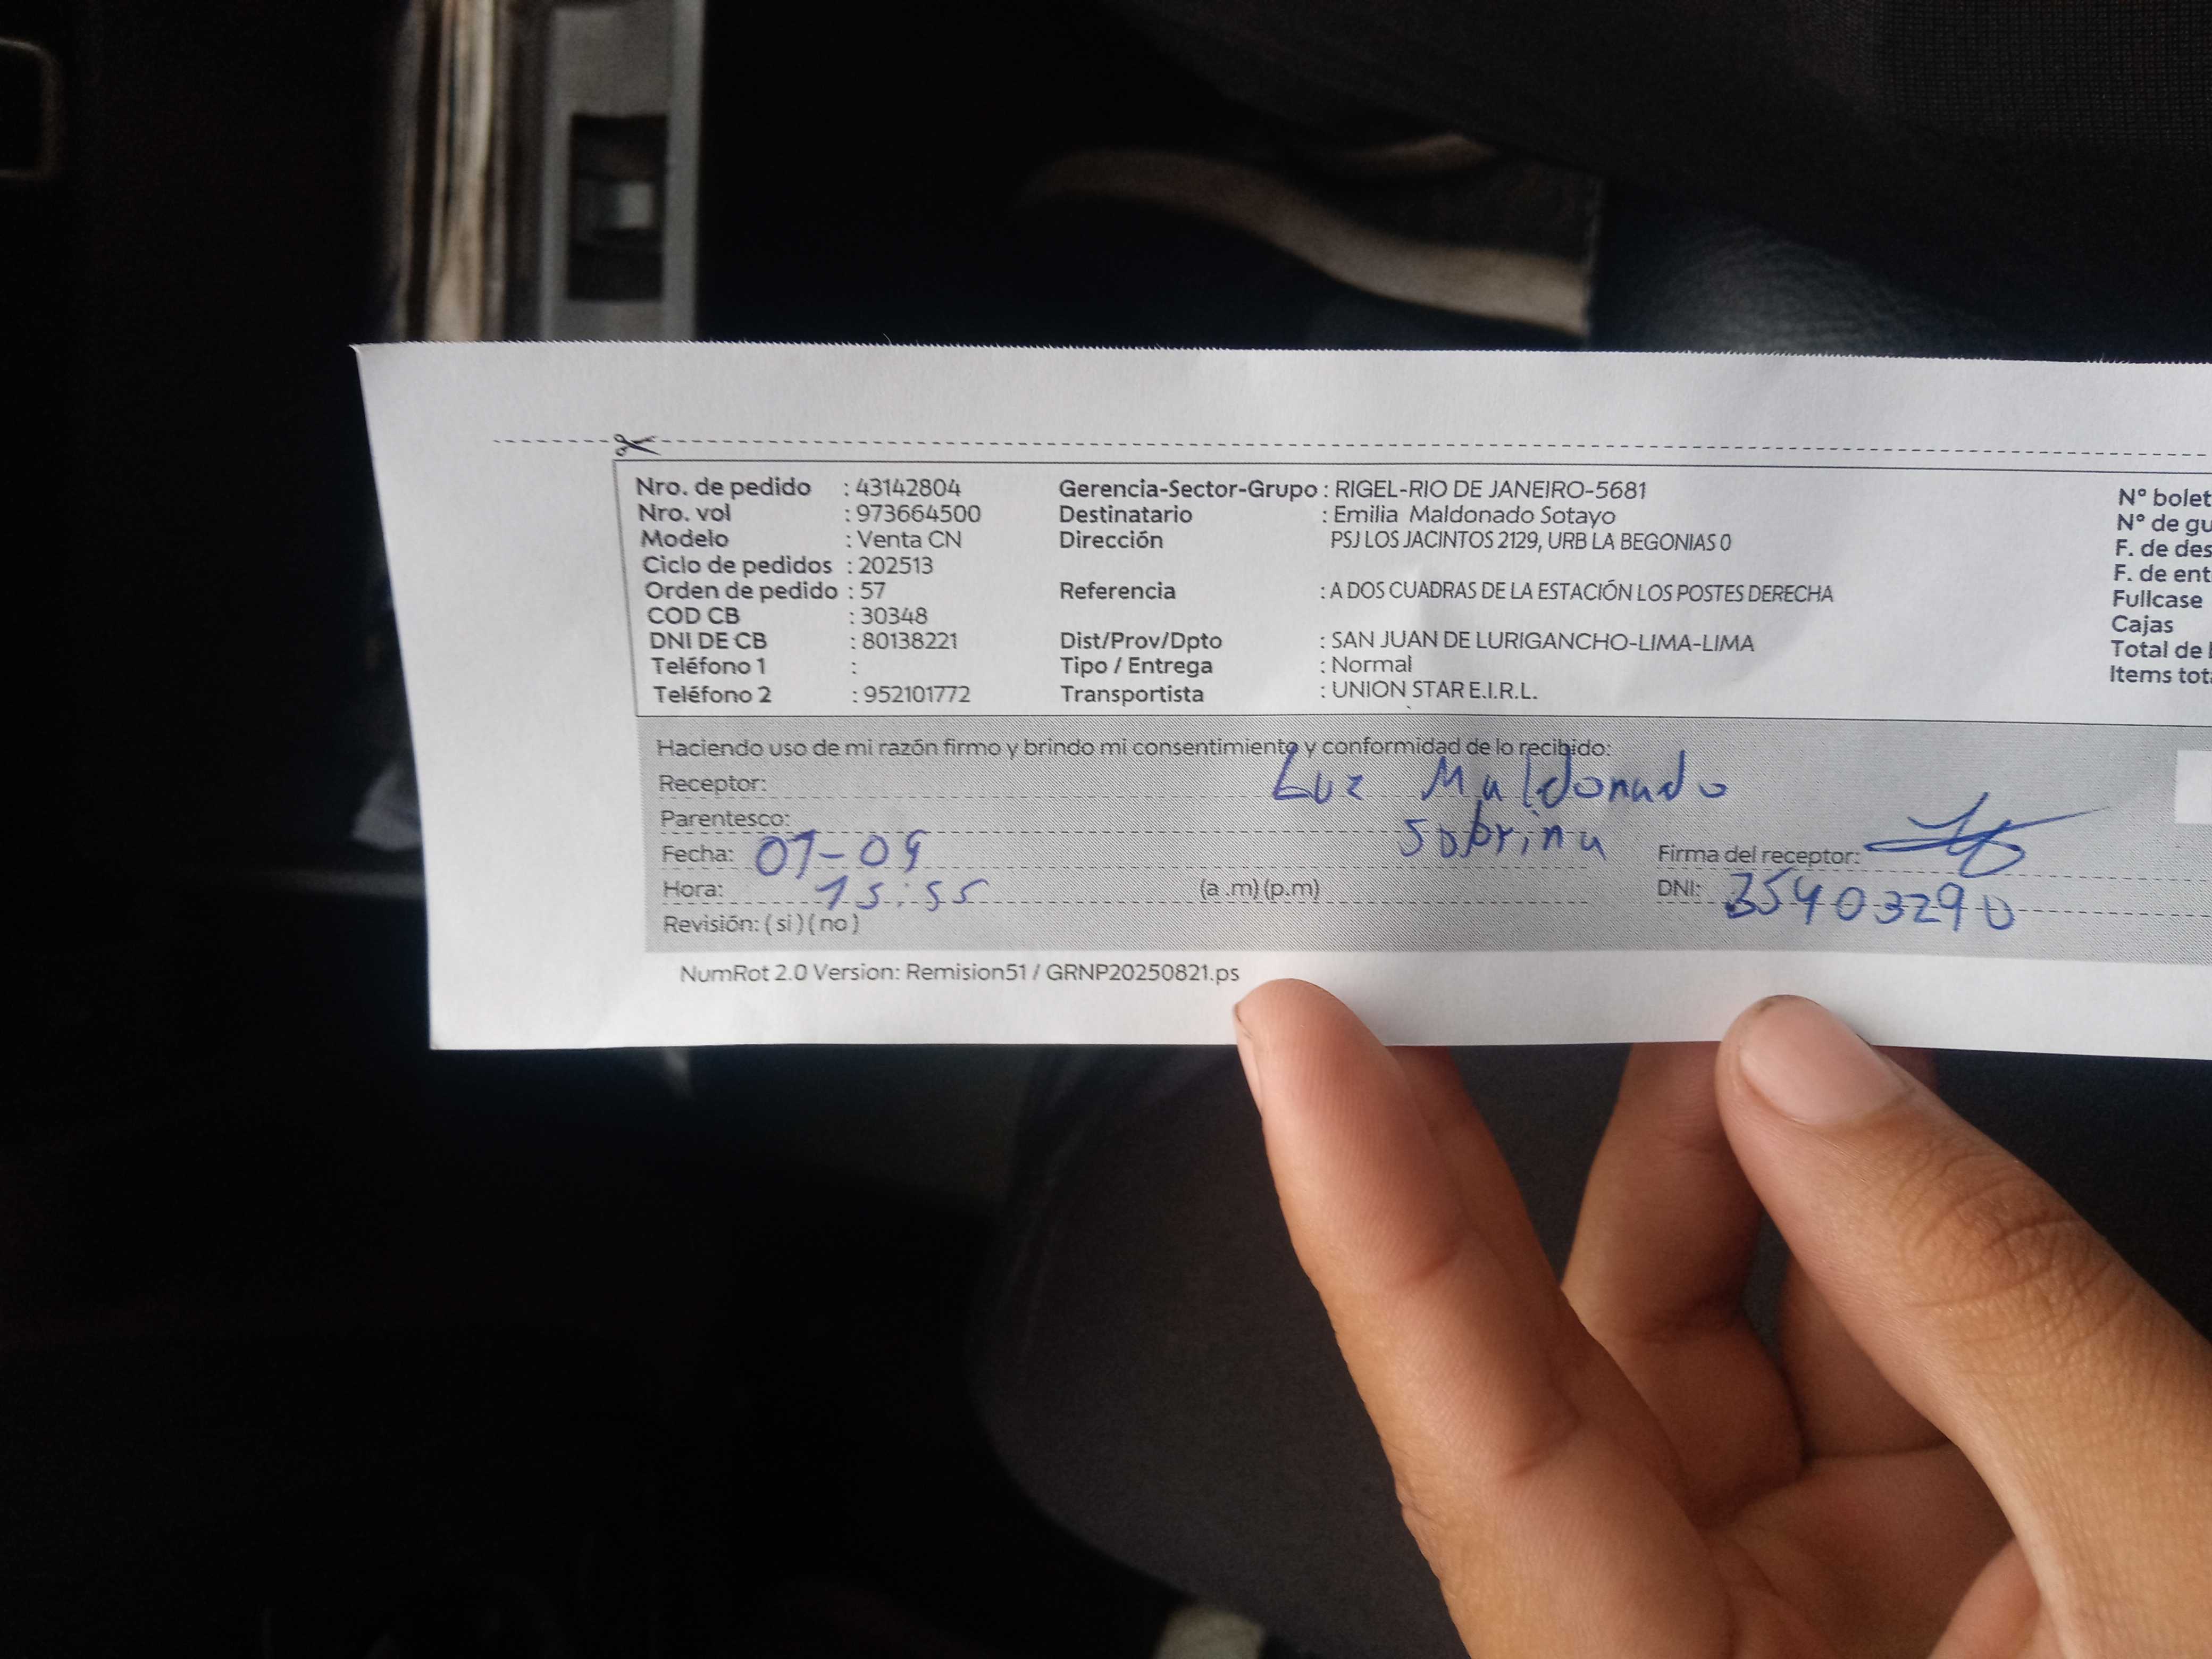 Nro. de pedido : 43142804 Gerencia-Sector-Grupo : RIGEL-RIO DE JANEIRO-5681 N° bolet
Nro. vol : 973664500 Destinatario : Emilia Maldonado Sotayo N° de gu
Modelo : Venta CN Dirección PSJ LOS JACINTOS 2129, URB LA BEGONIAS 0 F. de des
Ciclo de pedidos : 202513 F. de ent
Orden de pedido : 57 Referencia : A DOS CUADRAS DE LA ESTACIÓN LOS POSTES DERECHA Fullcase
COD CB : 30348 Cajas
DNI DE CB : 80138221 Dist/Prov/Dpto : SAN JUAN DE LURIGANCHO-LIMA-LIMA Total de
Teléfono 1 : Tipo / Entrega : Normal Items tot
Teléfono 2 : 952101772 Transportista : UNION STAR E.I.R.L.
Haciendo uso de mi razón firmo y brindo mi consentimiento y conformidad de lo recibido:
Receptor: Luz Maldonado
Parentesco: Sobrina
Fecha: 01-09 Firma del receptor:
Hora: 15:55 (a .m) (p.m) DNI: 35403290
Revisión: ( si ) ( no )
NumRot 2.0 Version: Remision51 / GRNP20250821.ps